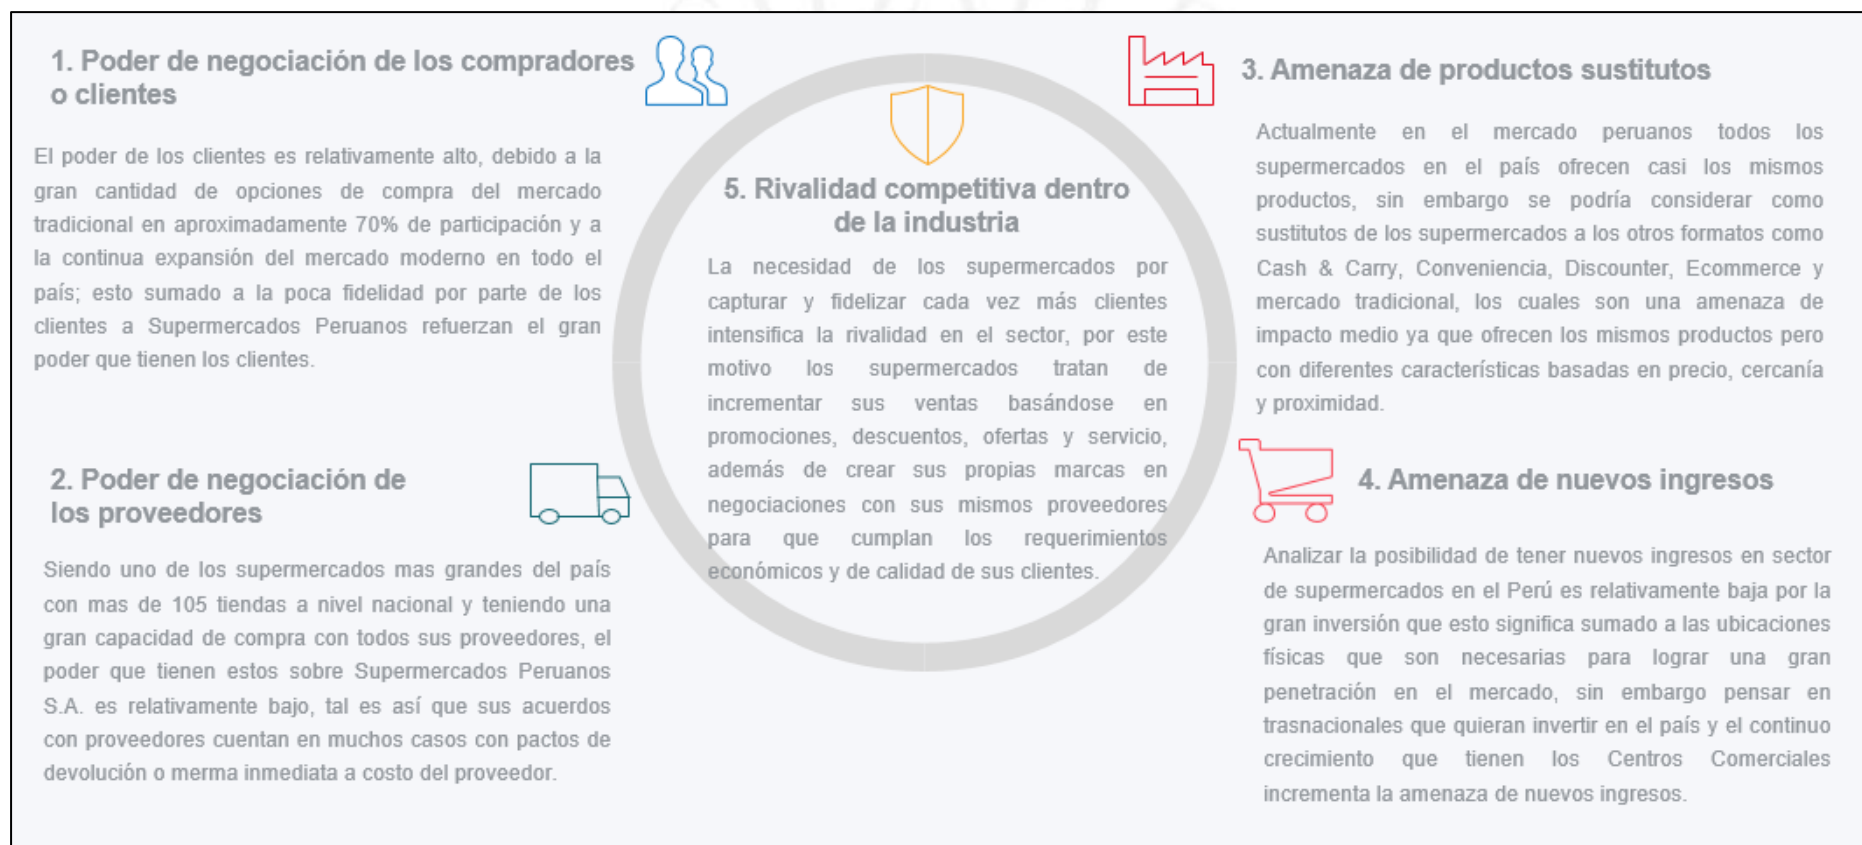 1. Poder de negociación de los compradores
o clientes
El poder de los clientes es relativamente alto, debido a la
gran cantidad de opciones de compra del mercado
tradicional en aproximadamente 70% de participación y a
la continua expansión del mercado moderno en todo el
país; esto sumado a la poca fidelidad por parte de los
clientes a Supermercados Peruanos refuerzan el gran
poder que tienen los clientes.
2. Poder de negociación de
los proveedores
Siendo uno de los supermercados mas grandes del país
con mas de 105 tiendas a nivel nacional y teniendo una
gran capacidad de compra con todos sus proveedores, el
poder que tienen estos sobre Supermercados Peruanos
S.A. es relativamente bajo, tal es así que sus acuerdos
con proveedores cuentan en muchos casos con pactos de
devolución o merma inmediata a costo del proveedor.
5. Rivalidad competitiva dentro
de la industria
La necesidad de los supermercados por
capturar y fidelizar cada vez más clientes
intensifica la rivalidad en el sector, por este
motivo los supermercados tratan de
incrementar sus ventas basándose en
promociones, descuentos, ofertas y servicio,
además de crear sus propias marcas en
negociaciones con sus mismos proveedores
para que cumplan los requerimientos
económicos y de calidad de sus clientes.
3. Amenaza de productos sustitutos
Actualmente en el mercado peruanos todos los
supermercados en el país ofrecen casi los mismos
productos, sin embargo se podría considerar como
sustitutos de los supermercados a los otros formatos como
Cash & Carry, Conveniencia, Discounter, Ecommerce y
mercado tradicional, los cuales son una amenaza de
impacto medio ya que ofrecen los mismos productos pero
con diferentes características basadas en precio, cercanía
y proximidad.
4. Amenaza de nuevos ingresos
Analizar la posibilidad de tener nuevos ingresos en sector
de supermercados en el Perú es relativamente baja por la
gran inversión que esto significa sumado a las ubicaciones
físicas que son necesarias para lograr una gran
penetración en el mercado, sin embargo pensar en
trasnacionales que quieran invertir en el país y el continuo
crecimiento que tienen los Centros Comerciales
incrementa la amenaza de nuevos ingresos.